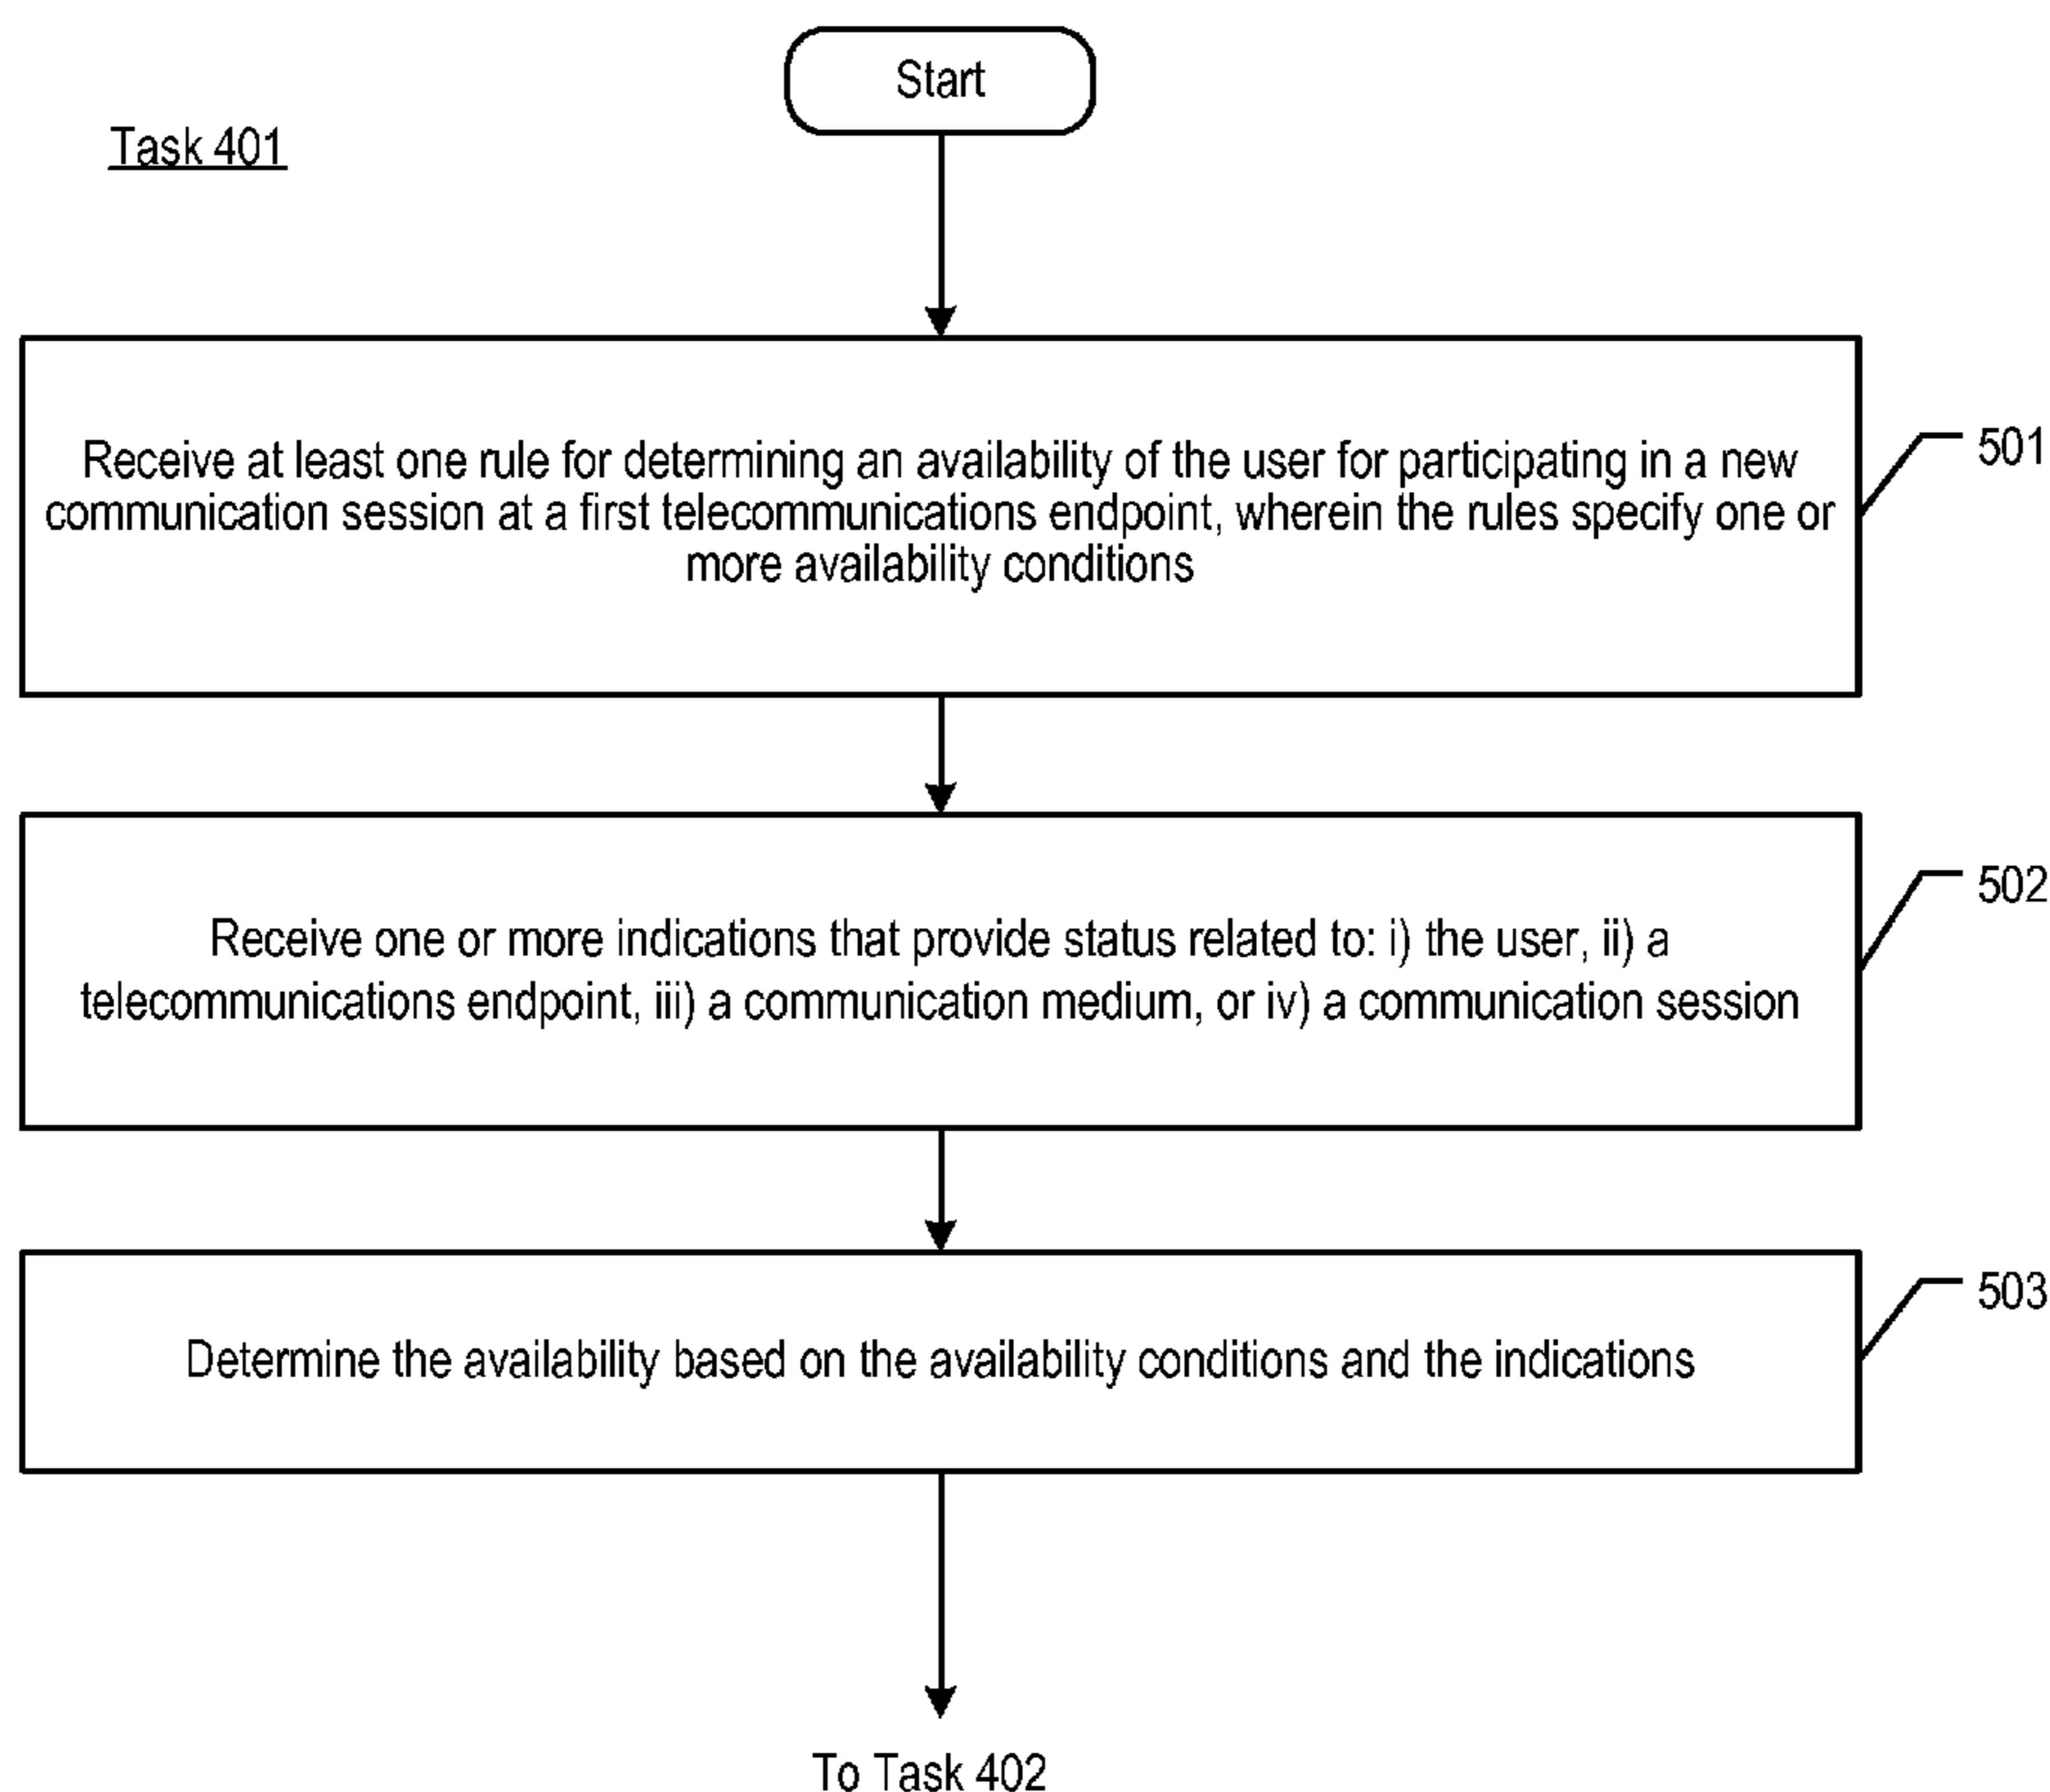 Start
Task 401
Receive at least one rule for determining an availability of the user for participating in a new
communication session at a first telecommunications endpoint, wherein the rules specify one or
more availability conditions
501
Receive one or more indications that provide status related to: i) the user, ii) a
telecommunications endpoint, iii) a communication medium, or iv) a communication session
502
Determine the availability based on the availability conditions and the indications
503
To Task 402